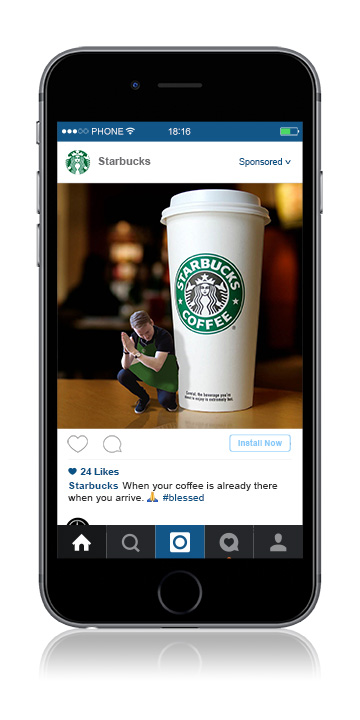 PHONE
18:16
Starbucks
Sponsored
STARBUCKS
COFFEE
Careful, the beverage you're
about to enjoy is extremely hot.
Install Now
24 Likes
Starbucks When your coffee is already there
when you arrive. 🙏 #blessed